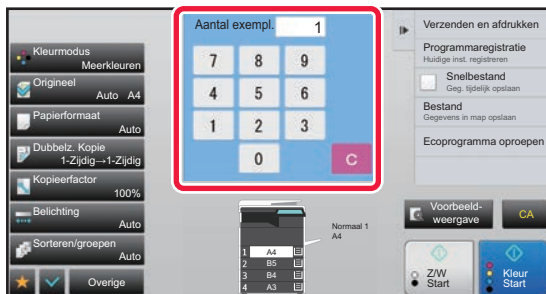 Kleurmodus
Meerkleuren
Origineel
Auto A4
Papierformaat
Auto
Dubbelz. Kopie
1-Zijdig→1-Zijdig
Kopieerfactor
100%
Belichting
Auto
Sorteren/groepen
Auto
Overige
Aantal exempl. 1
7 8 9
4 5 6
1 2 3
0 C
Normaal 1
A4
1 A4
2 B5
3 B4
4 A3
Verzenden en afdrukken
Programmaregistratie
Huidige inst. registreren
Snelbestand
Geg. tijdelijk opslaan
Bestand
Gegevens in map opslaan
Ecoprogramma oproepen
Voorbeeld-
weergave
CA
Z/W
Start
Kleur
Start